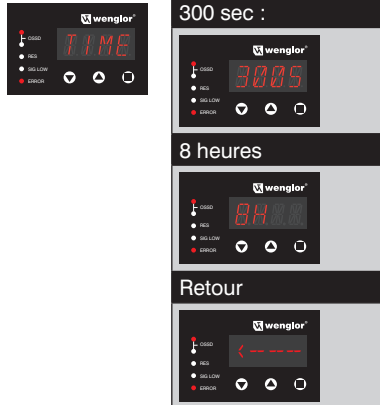 wenglor®
TIME
OSSD
RES
SIG LOW
ERROR
300 sec :
wenglor®
300S
OSSD
RES
SIG LOW
ERROR
8 heures
wenglor®
8H
OSSD
RES
SIG LOW
ERROR
Retour
wenglor®
<----
OSSD
RES
SIG LOW
ERROR